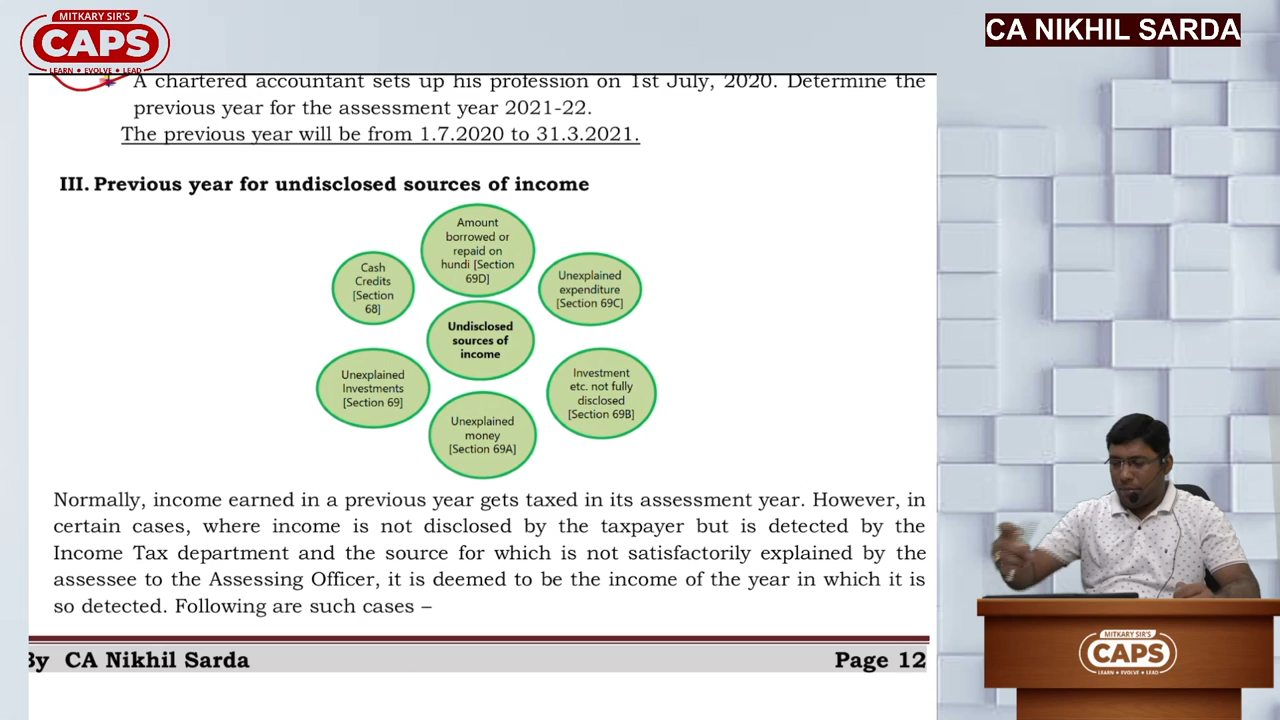 MITKARY SIR'S
CAPS
LEARN • EVOLVE • LEAD
CA NIKHIL SARDA
A chartered accountant sets up his profession on 1st July, 2020. Determine the
previous year for the assessment year 2021-22.
The previous year will be from 1.7.2020 to 31.3.2021.
III. Previous year for undisclosed sources of income
Amount
borrowed or
repaid on
hundi [Section
69D]
Cash
Credits
[Section
68]
Unexplained
expenditure
[Section 69C]
Undisclosed
sources of
income
Unexplained
Investments
[Section 69]
Investment
etc. not fully
disclosed
[Section 69B]
Unexplained
money
[Section 69A]
Normally, income earned in a previous year gets taxed in its assessment year. However, in
certain cases, where income is not disclosed by the taxpayer but is detected by the
Income Tax department and the source for which is not satisfactorily explained by the
assessee to the Assessing Officer, it is deemed to be the income of the year in which it is
so detected. Following are such cases –
By CA Nikhil Sarda
Page 12
MITKARY SIR'S
CAPS
LEARN • EVOLVE • LEAD